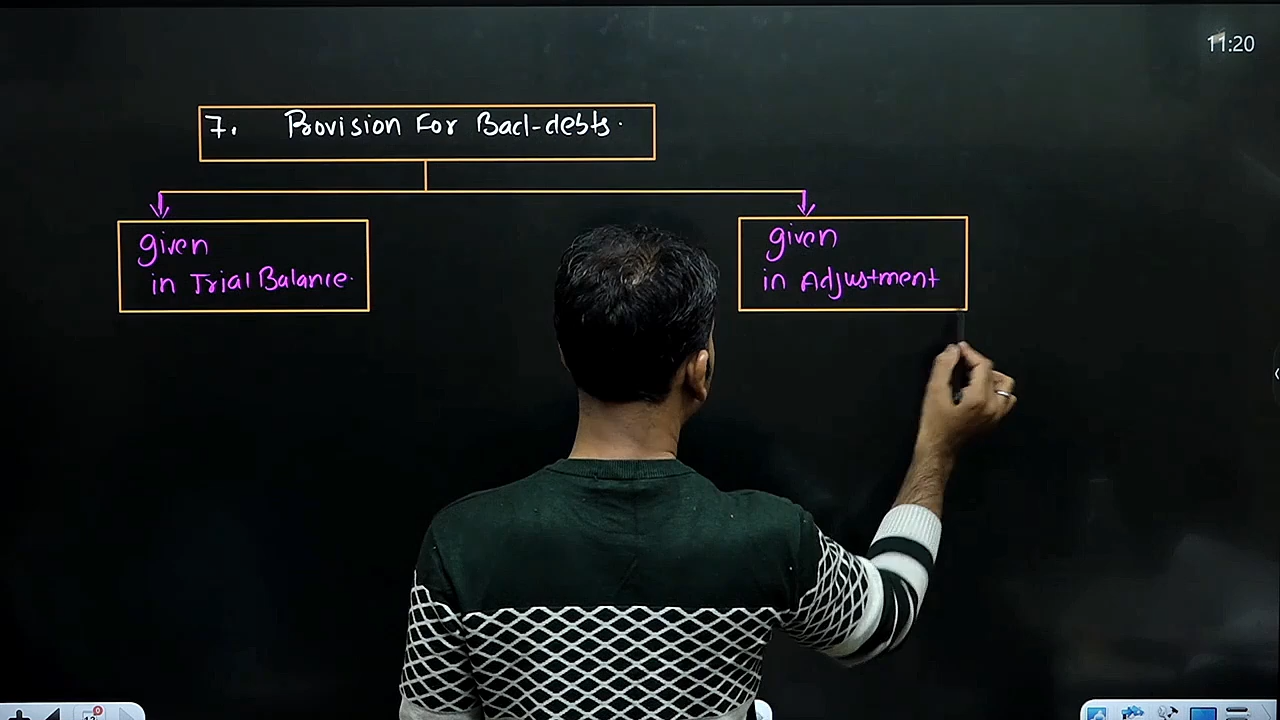 11:20
7. Provision For Bad-debts.
given
in Trial Balance.
given
in Adjustment